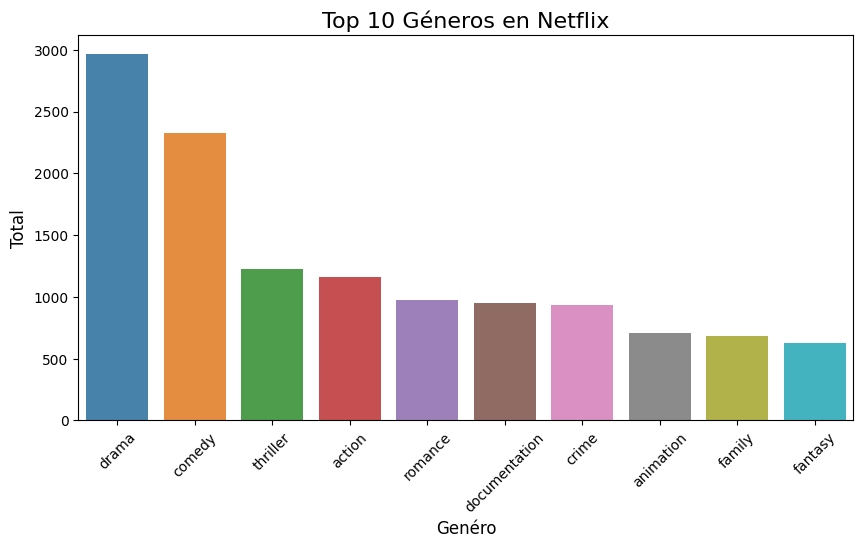 Top 10 Géneros en Netflix
Total
3000
2500
2000
1500
1000
500
0
drama
comedy
thriller
action
romance
documentation
crime
animation
family
fantasy
Genéro